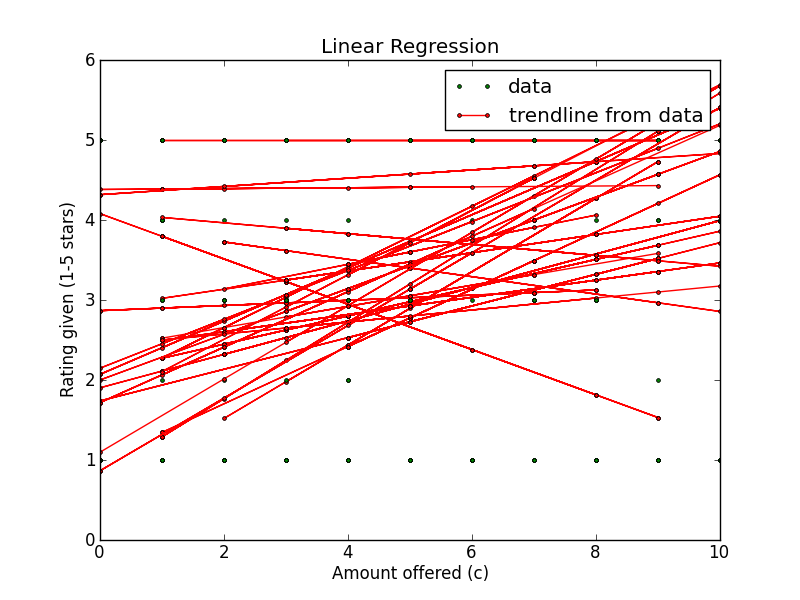 Linear Regression
data
trendline from data
6
5
4
3
2
1
0
Rating given (1-5 stars)
0 2 4 6 8 10
Amount offered (c)